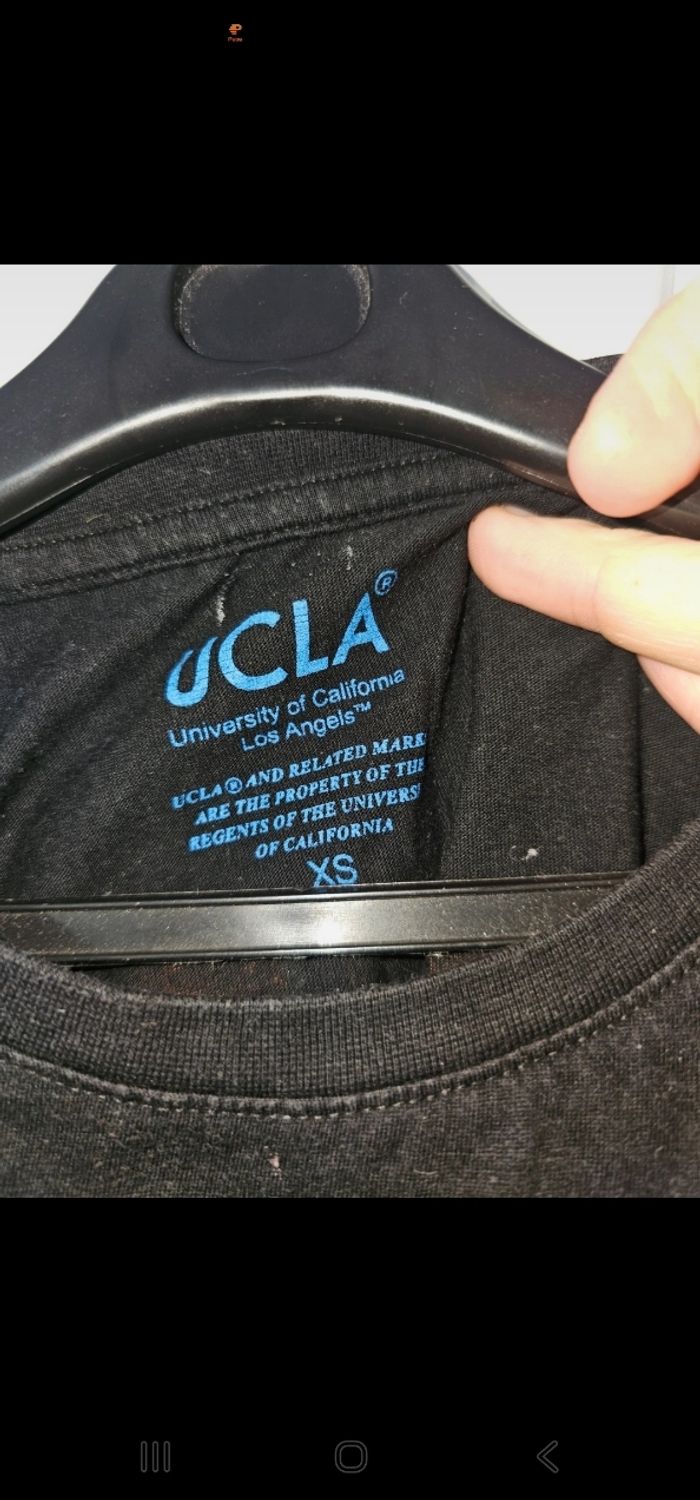 UCLA®
University of California
Los Angels™
UCLA® AND RELATED MARK
ARE THE PROPERTY OF THE
REGENTS OF THE UNIVERS
OF CALIFORNIA
XS